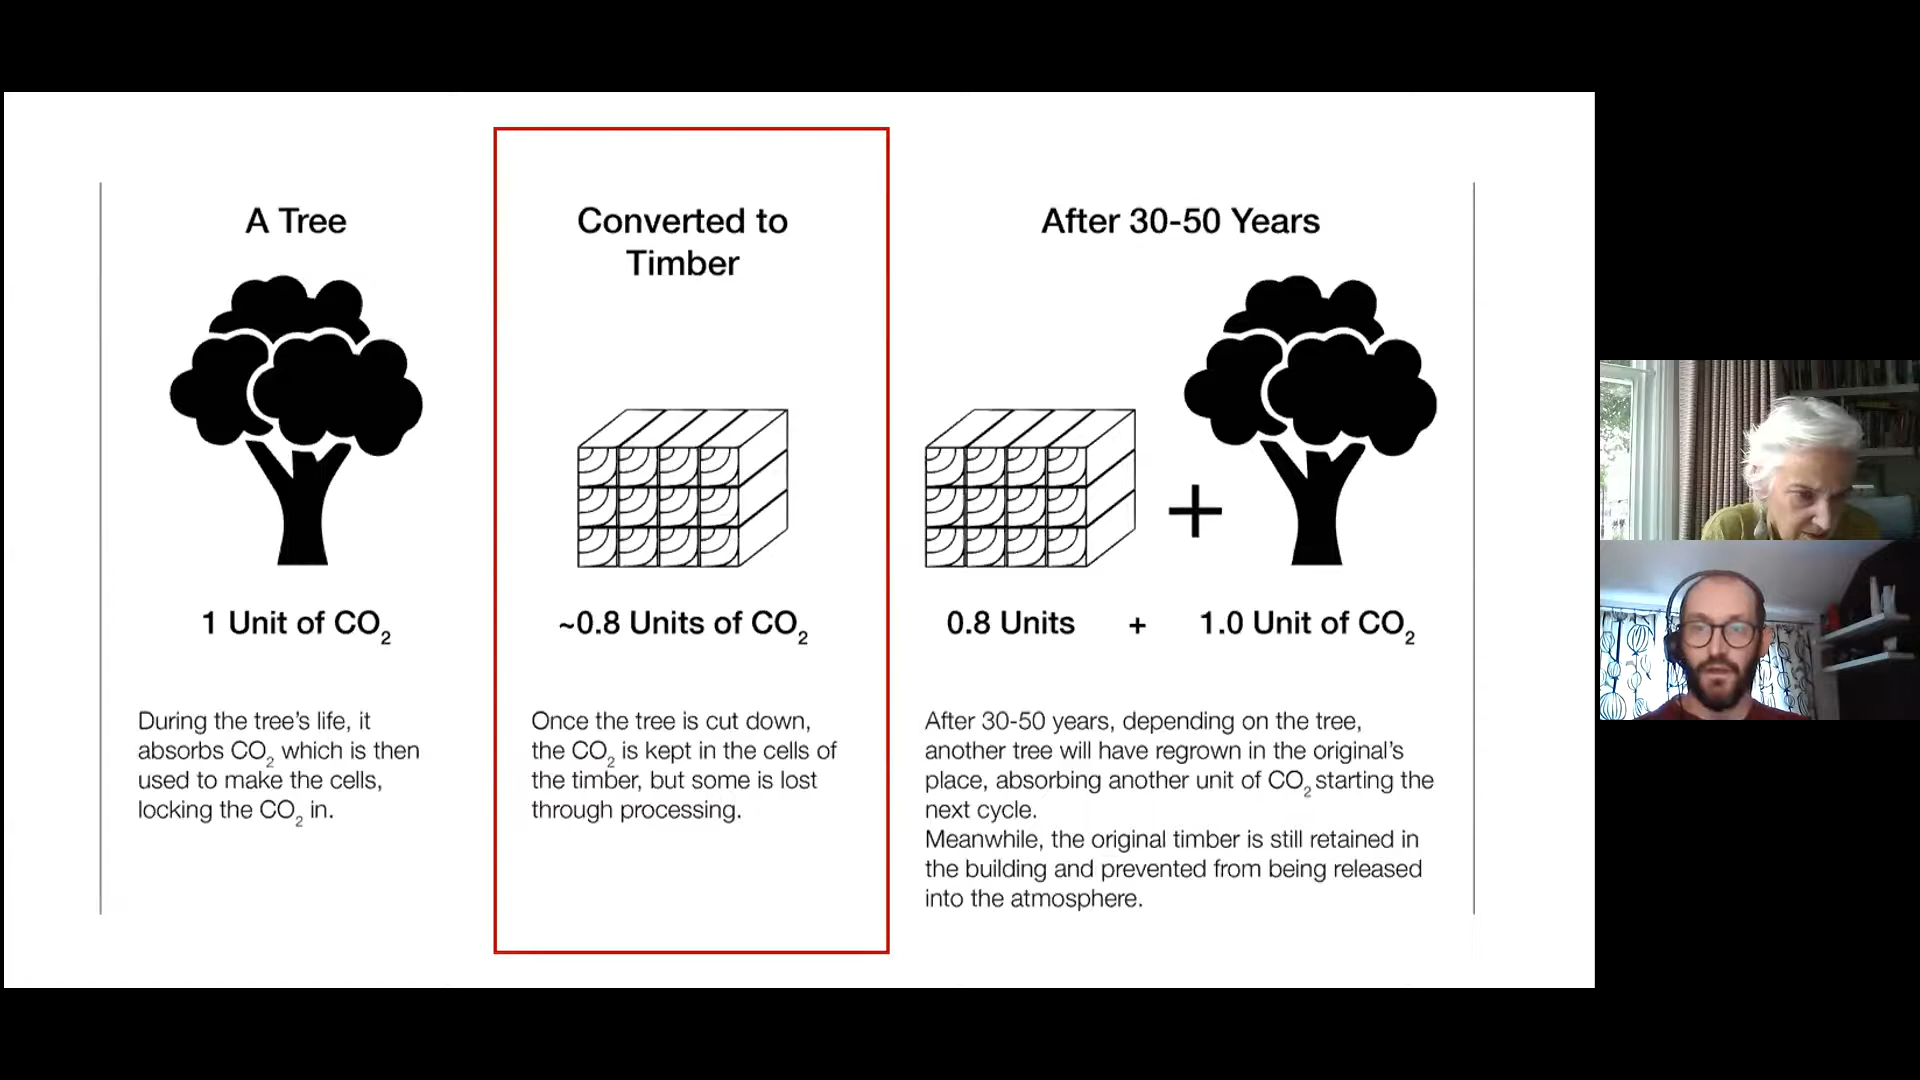 A Tree
1 Unit of CO2
During the tree's life, it
absorbs CO2 which is then
used to make the cells,
locking the CO2 in.
Converted to
Timber
~0.8 Units of CO2
Once the tree is cut down,
the CO2 is kept in the cells of
the timber, but some is lost
through processing.
After 30-50 Years
+
0.8 Units + 1.0 Unit of CO2
After 30-50 years, depending on the tree,
another tree will have regrown in the original's
place, absorbing another unit of CO2 starting the
next cycle.
Meanwhile, the original timber is still retained in
the building and prevented from being released
into the atmosphere.